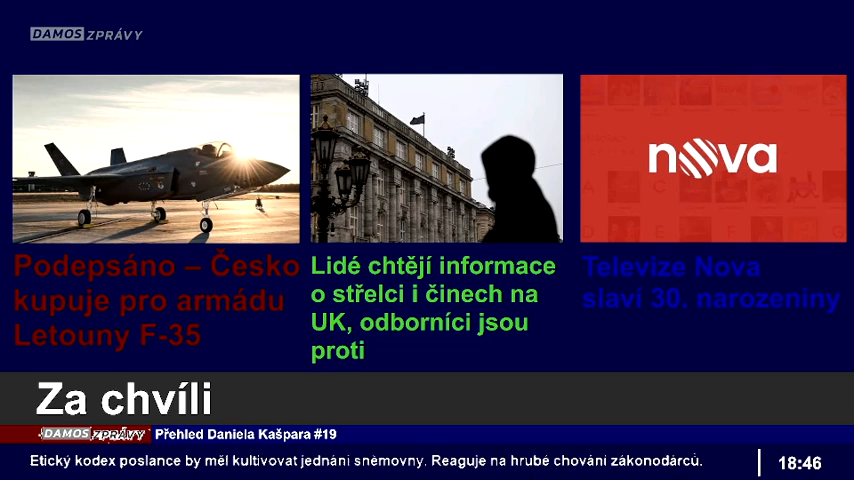 DAMOS ZPRÁVY
nova
Podepsáno – Česko
kupuje pro armádu
Letouny F-35
Lidé chtějí informace
o střelci i činech na
UK, odborníci jsou
proti
Televize Nova
slaví 30. narozeniny
Za chvíli
DAMOS ZPRÁVY Přehled Daniela Kašpara #19
Etický kodex poslance by měl kultivovat jednání sněmovny. Reaguje na hrubé chování zákonodárců. 18:46